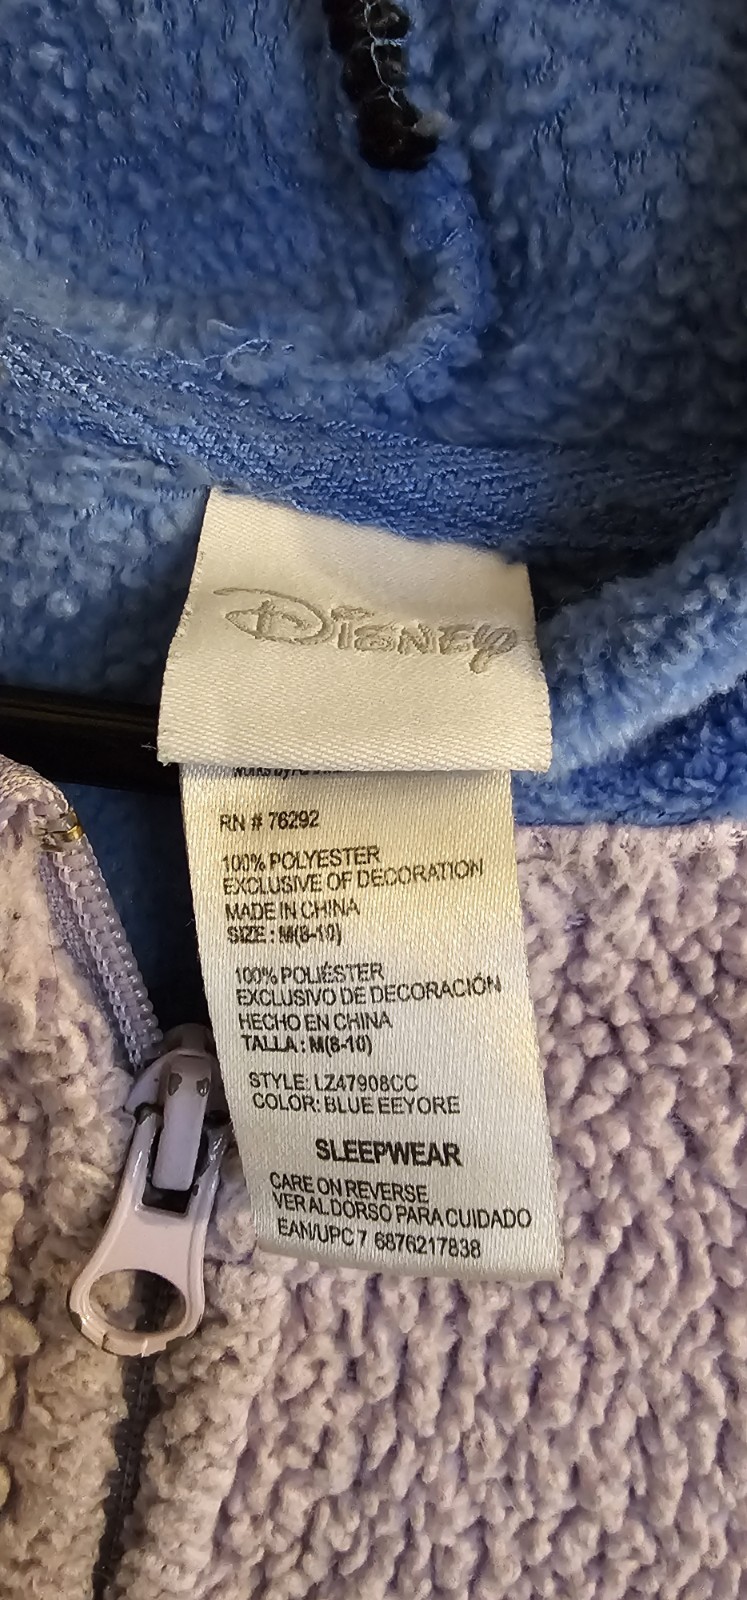 Disney
RN # 76292
100% POLYESTER
EXCLUSIVE OF DECORATION
MADE IN CHINA
SIZE : M(8-10)
100% POLIÉSTER
EXCLUSIVO DE DECORACIÓN
HECHO EN CHINA
TALLA : M(8-10)
STYLE: LZ47908CC
COLOR: BLUE EEYORE
SLEEPWEAR
CARE ON REVERSE
VER AL DORSO PARA CUIDADO
EAN/UPC 7 6876217838